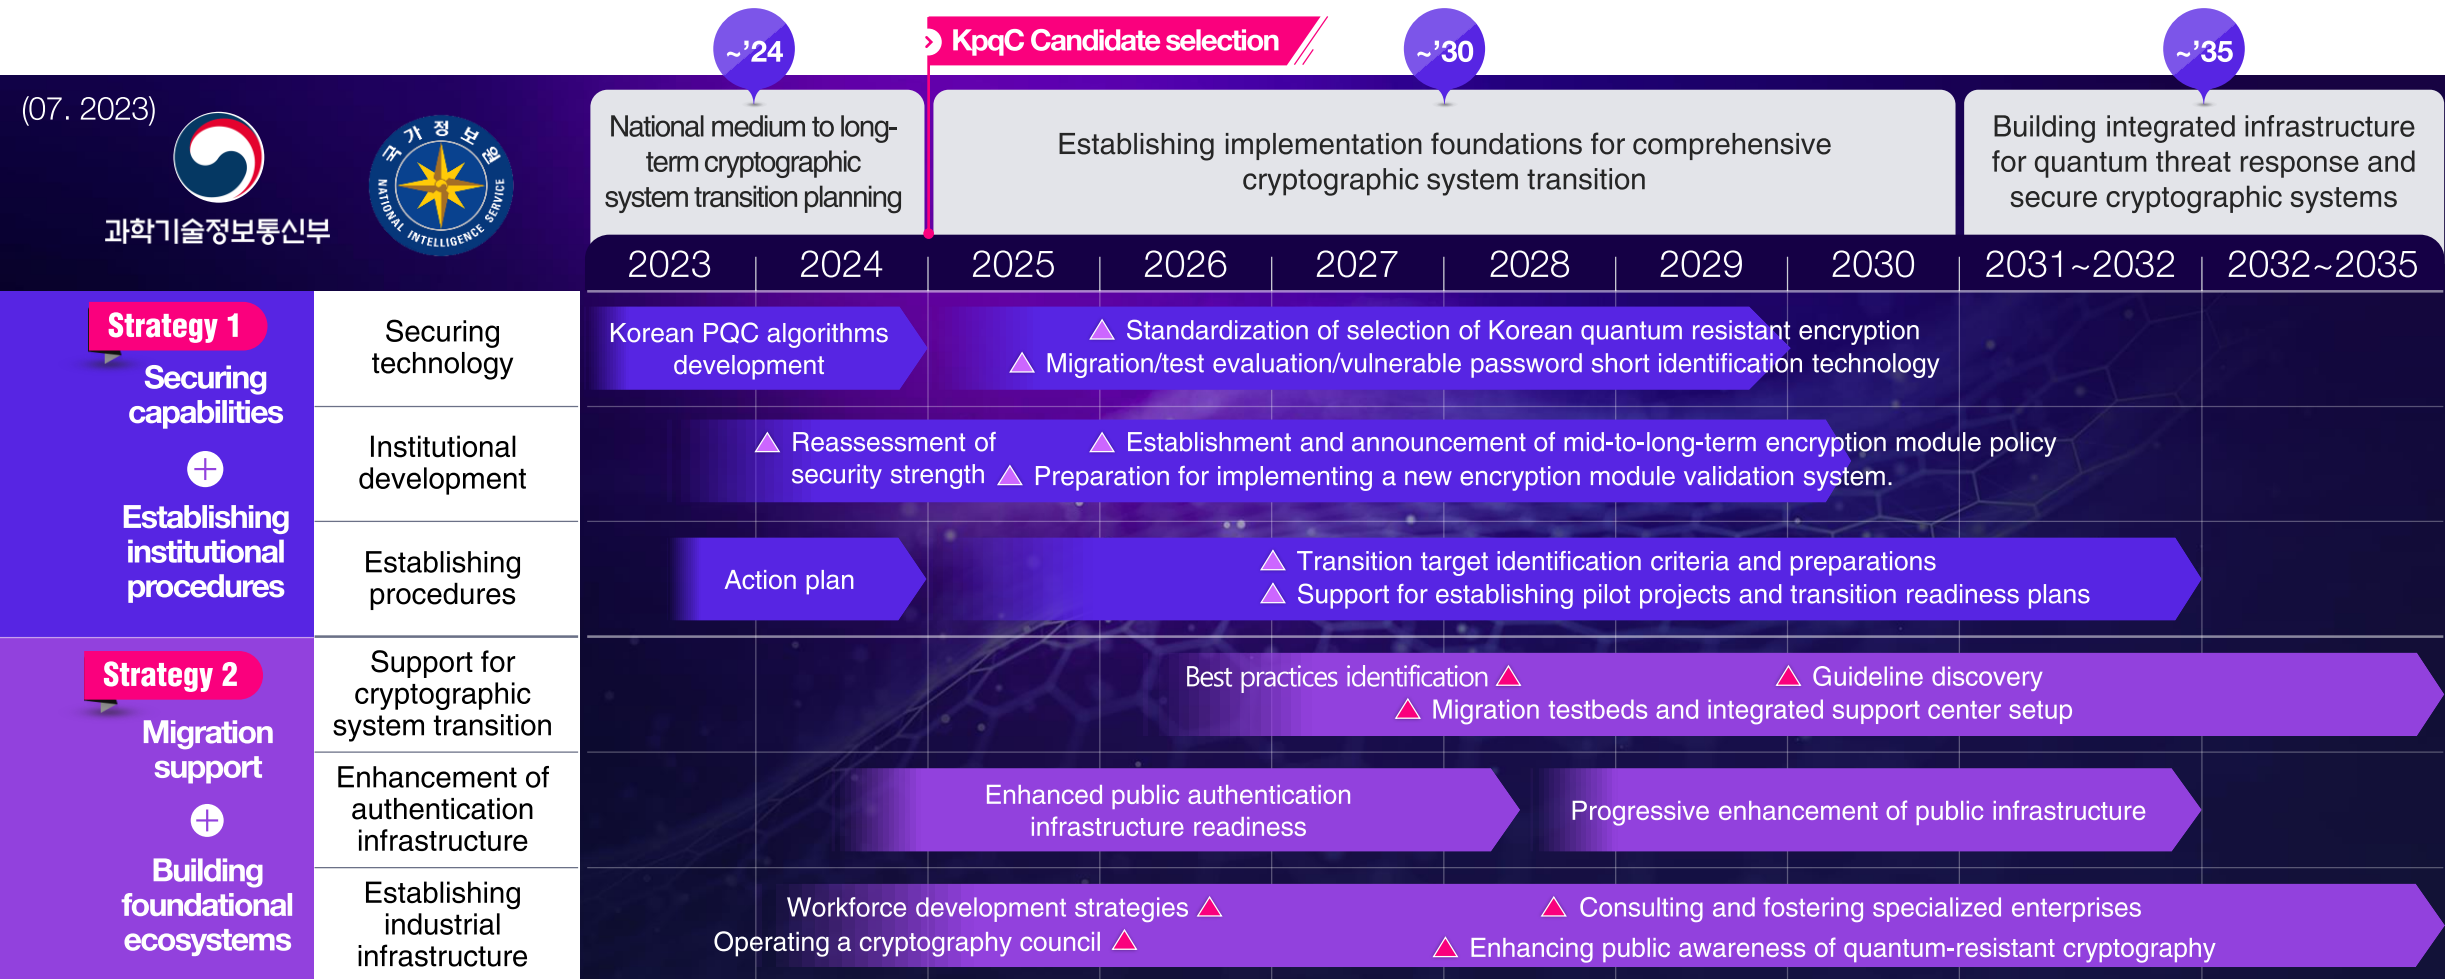 ~'24
KpqC Candidate selection
~'30
~'35
(07. 2023)
과학기술정보통신부
국가정보원
NATIONAL INTELLIGENCE SERVICE
National medium to long-
term cryptographic
system transition planning
Establishing implementation foundations for comprehensive
cryptographic system transition
Building integrated infrastructure
for quantum threat response and
secure cryptographic systems
2023
2024
2025
2026
2027
2028
2029
2030
2031~2032
2032~2035
Strategy 1
Securing
capabilities
Establishing
institutional
procedures
Securing
technology
Korean PQC algorithms
development
Standardization of selection of Korean quantum resistant encryption
Migration/test evaluation/vulnerable password short identification technology
Institutional
development
Reassessment of
security strength
Establishment and announcement of mid-to-long-term encryption module policy
Preparation for implementing a new encryption module validation system.
Establishing
procedures
Action plan
Transition target identification criteria and preparations
Support for establishing pilot projects and transition readiness plans
Strategy 2
Migration
support
Building
foundational
ecosystems
Support for
cryptographic
system transition
Best practices identification
Guideline discovery
Migration testbeds and integrated support center setup
Enhancement of
authentication
infrastructure
Enhanced public authentication
infrastructure readiness
Progressive enhancement of public infrastructure
Establishing
industrial
infrastructure
Workforce development strategies
Consulting and fostering specialized enterprises
Operating a cryptography council
Enhancing public awareness of quantum-resistant cryptography